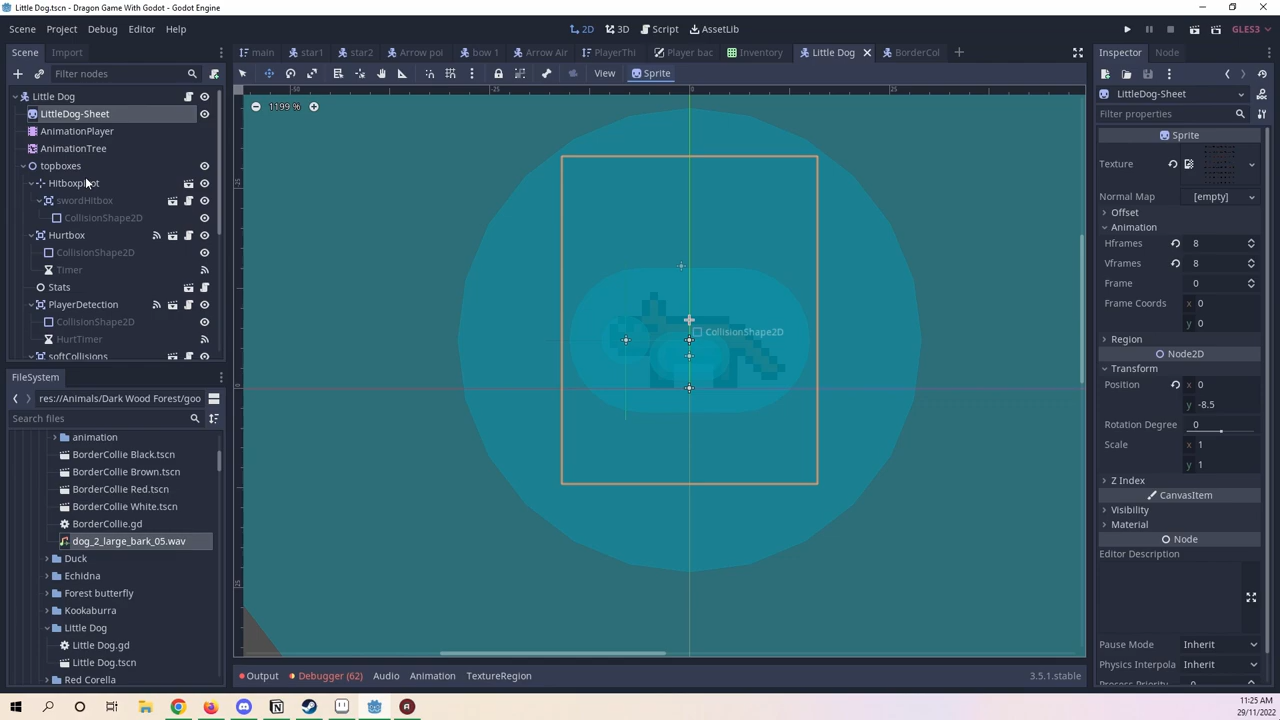 Little Dog.tscn - Dragon Game With Godot - Godot Engine
Scene Project Debug Editor Help
2D 3D Script AssetLib
GLES3
Scene Import
main star1 star2 Arrow poi bow 1 Arrow Air PlayerThi Player bac Inventory Little Dog BorderCol
Inspector Node
Filter nodes
View Sprite
Little Dog
LittleDog-Sheet
AnimationPlayer
AnimationTree
topboxes
swordHitbox
CollisionShape2D
Hurtbox
CollisionShape2D
Timer
Stats
PlayerDetection
CollisionShape2D
HurtTimer
softCollisions
FileSystem
res://Animals/Dark Wood Forest/goo
Search files
animation
BorderCollie Black.tscn
BorderCollie Brown.tscn
BorderCollie Red.tscn
BorderCollie White.tscn
BorderCollie.gd
dog_2_large_bark_05.wav
Duck
Echidna
Forest butterfly
Kookaburra
Little Dog
Little Dog.gd
Little Dog.tscn
Red Corella
-50 -25 0 25
1199 %
CollisionShape2D
Output Debugger (62) Audio Animation TextureRegion
3.5.1.stable
LittleDog-Sheet
Filter properties
Sprite
Texture
Normal Map [empty]
Offset
Animation
Hframes 8
Vframes 8
Frame 0
Frame Coords x 0
y 0
Region
Node2D
Transform
Position x 0
y -8.5
Rotation Degree 0
Scale x 1
y 1
Z Index
CanvasItem
Visibility
Material
Node
Editor Description
Pause Mode Inherit
Physics Interpola Inherit
11:25 AM
29/11/2022